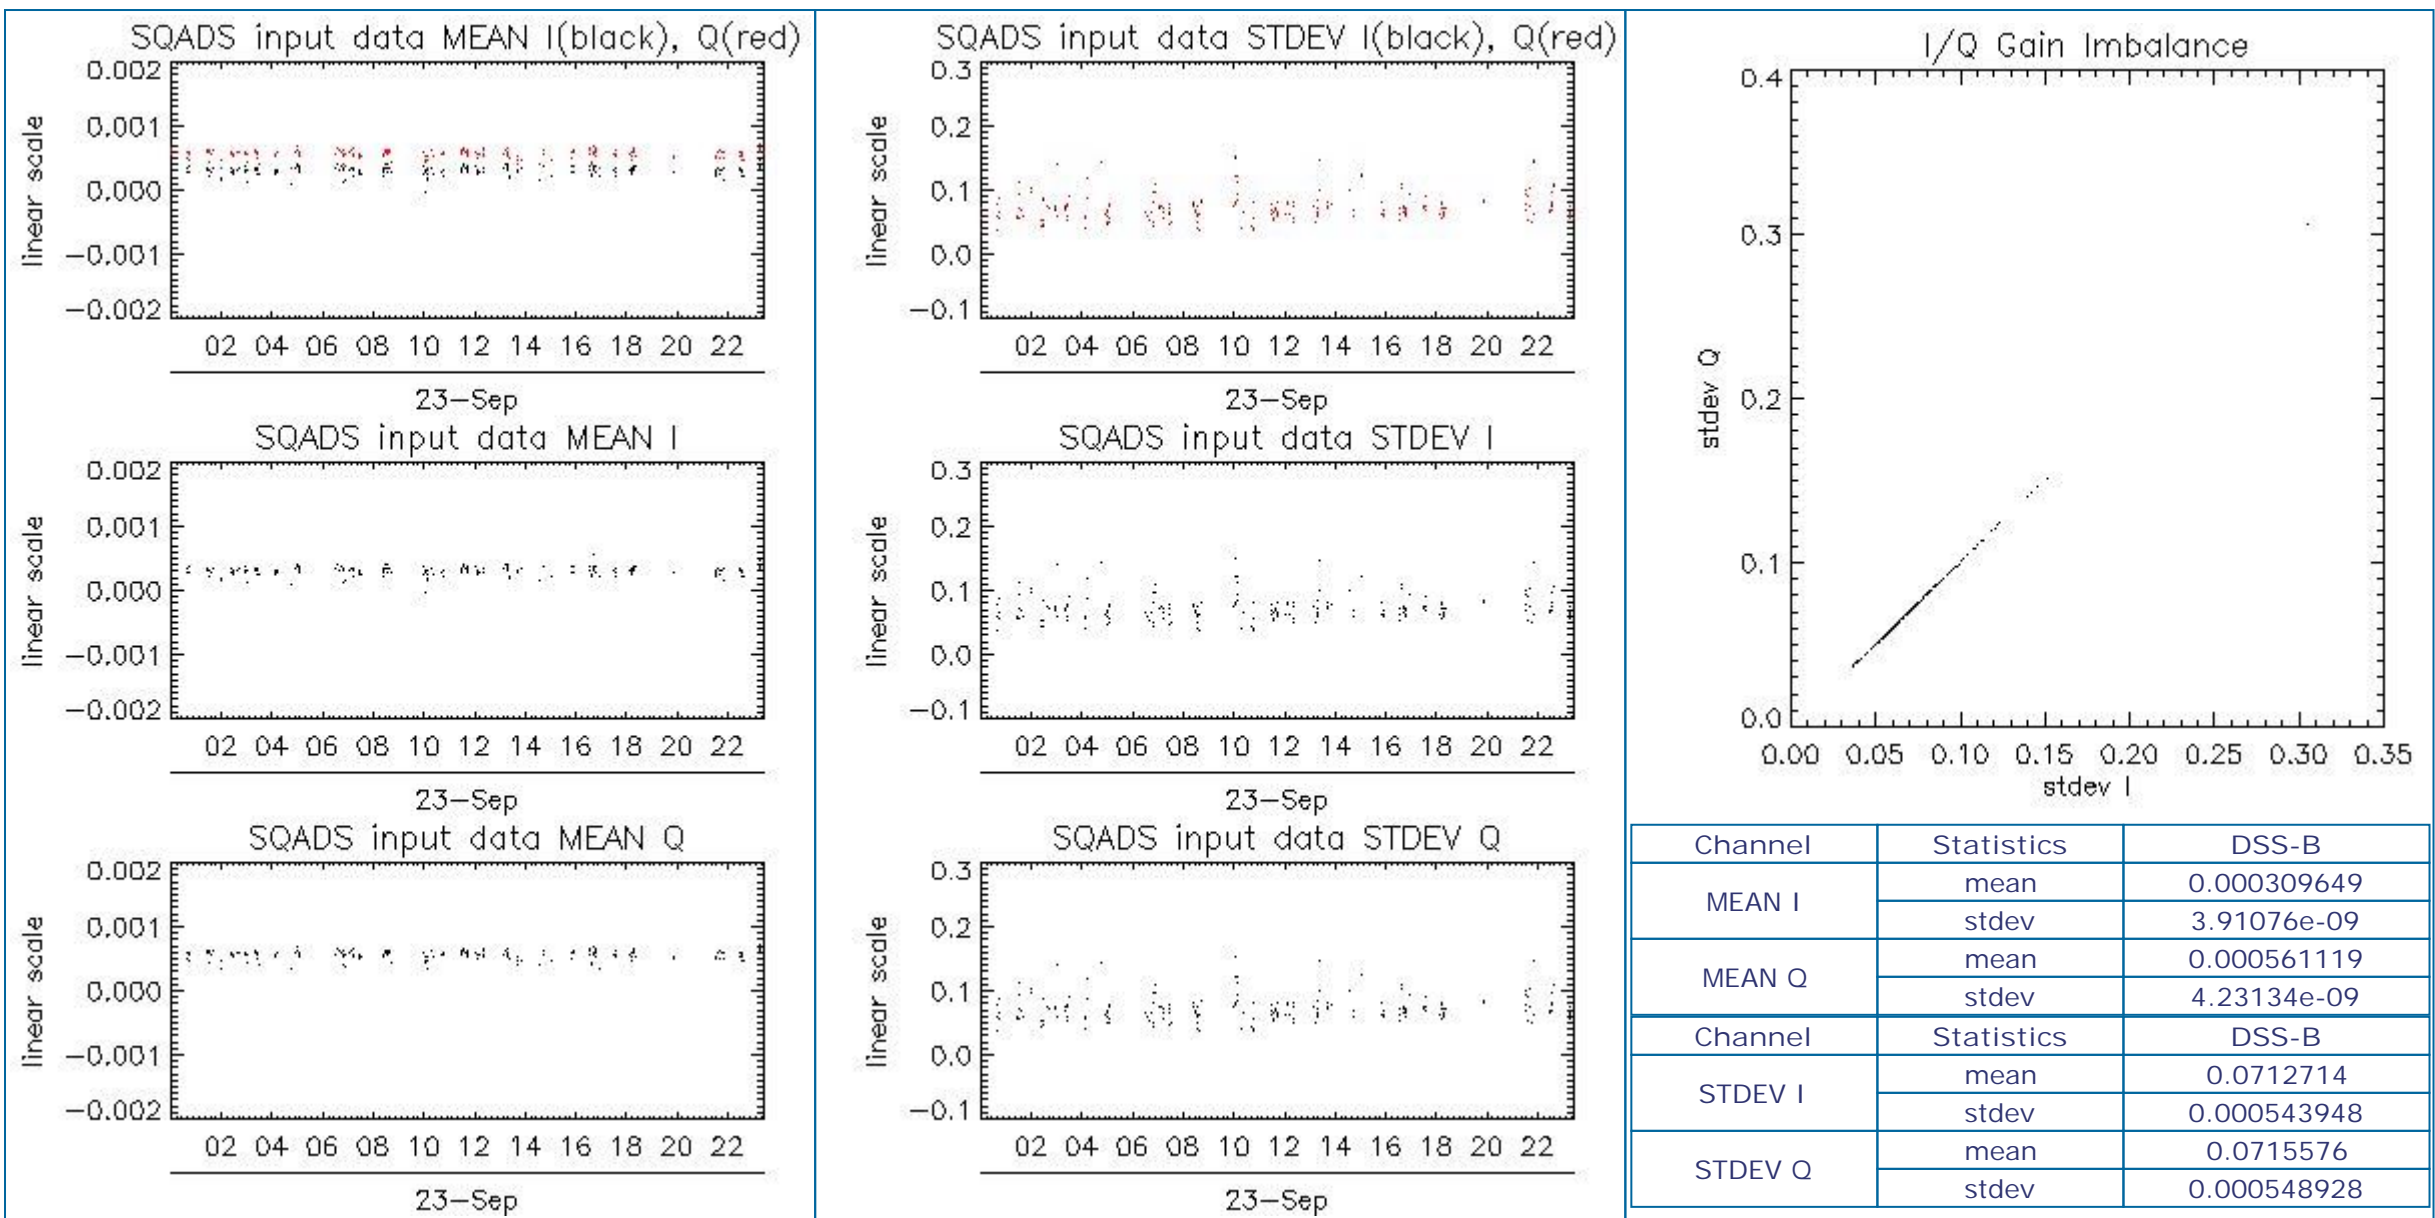 SQADS input data MEAN I(black), Q(red)
0.002
0.001
0.000
−0.001
−0.002
linear scale
02 04 06 08 10 12 14 16 18 20 22
23−Sep
SQADS input data MEAN I
0.002
0.001
0.000
−0.001
−0.002
linear scale
02 04 06 08 10 12 14 16 18 20 22
23−Sep
SQADS input data MEAN Q
0.002
0.001
0.000
−0.001
−0.002
linear scale
02 04 06 08 10 12 14 16 18 20 22
23−Sep
SQADS input data STDEV I(black), Q(red)
0.3
0.2
0.1
0.0
−0.1
linear scale
02 04 06 08 10 12 14 16 18 20 22
23−Sep
SQADS input data STDEV I
0.3
0.2
0.1
0.0
−0.1
linear scale
02 04 06 08 10 12 14 16 18 20 22
23−Sep
SQADS input data STDEV Q
0.3
0.2
0.1
0.0
−0.1
linear scale
02 04 06 08 10 12 14 16 18 20 22
23−Sep
I/Q Gain Imbalance
0.4
0.3
0.2
0.1
0.0
stdev Q
0.00 0.05 0.10 0.15 0.20 0.25 0.30 0.35
stdev I
Channel Statistics DSS-B
MEAN I mean 0.000309649
stdev 3.91076e-09
MEAN Q mean 0.000561119
stdev 4.23134e-09
Channel Statistics DSS-B
STDEV I mean 0.0712714
stdev 0.000543948
STDEV Q mean 0.0715576
stdev 0.000548928